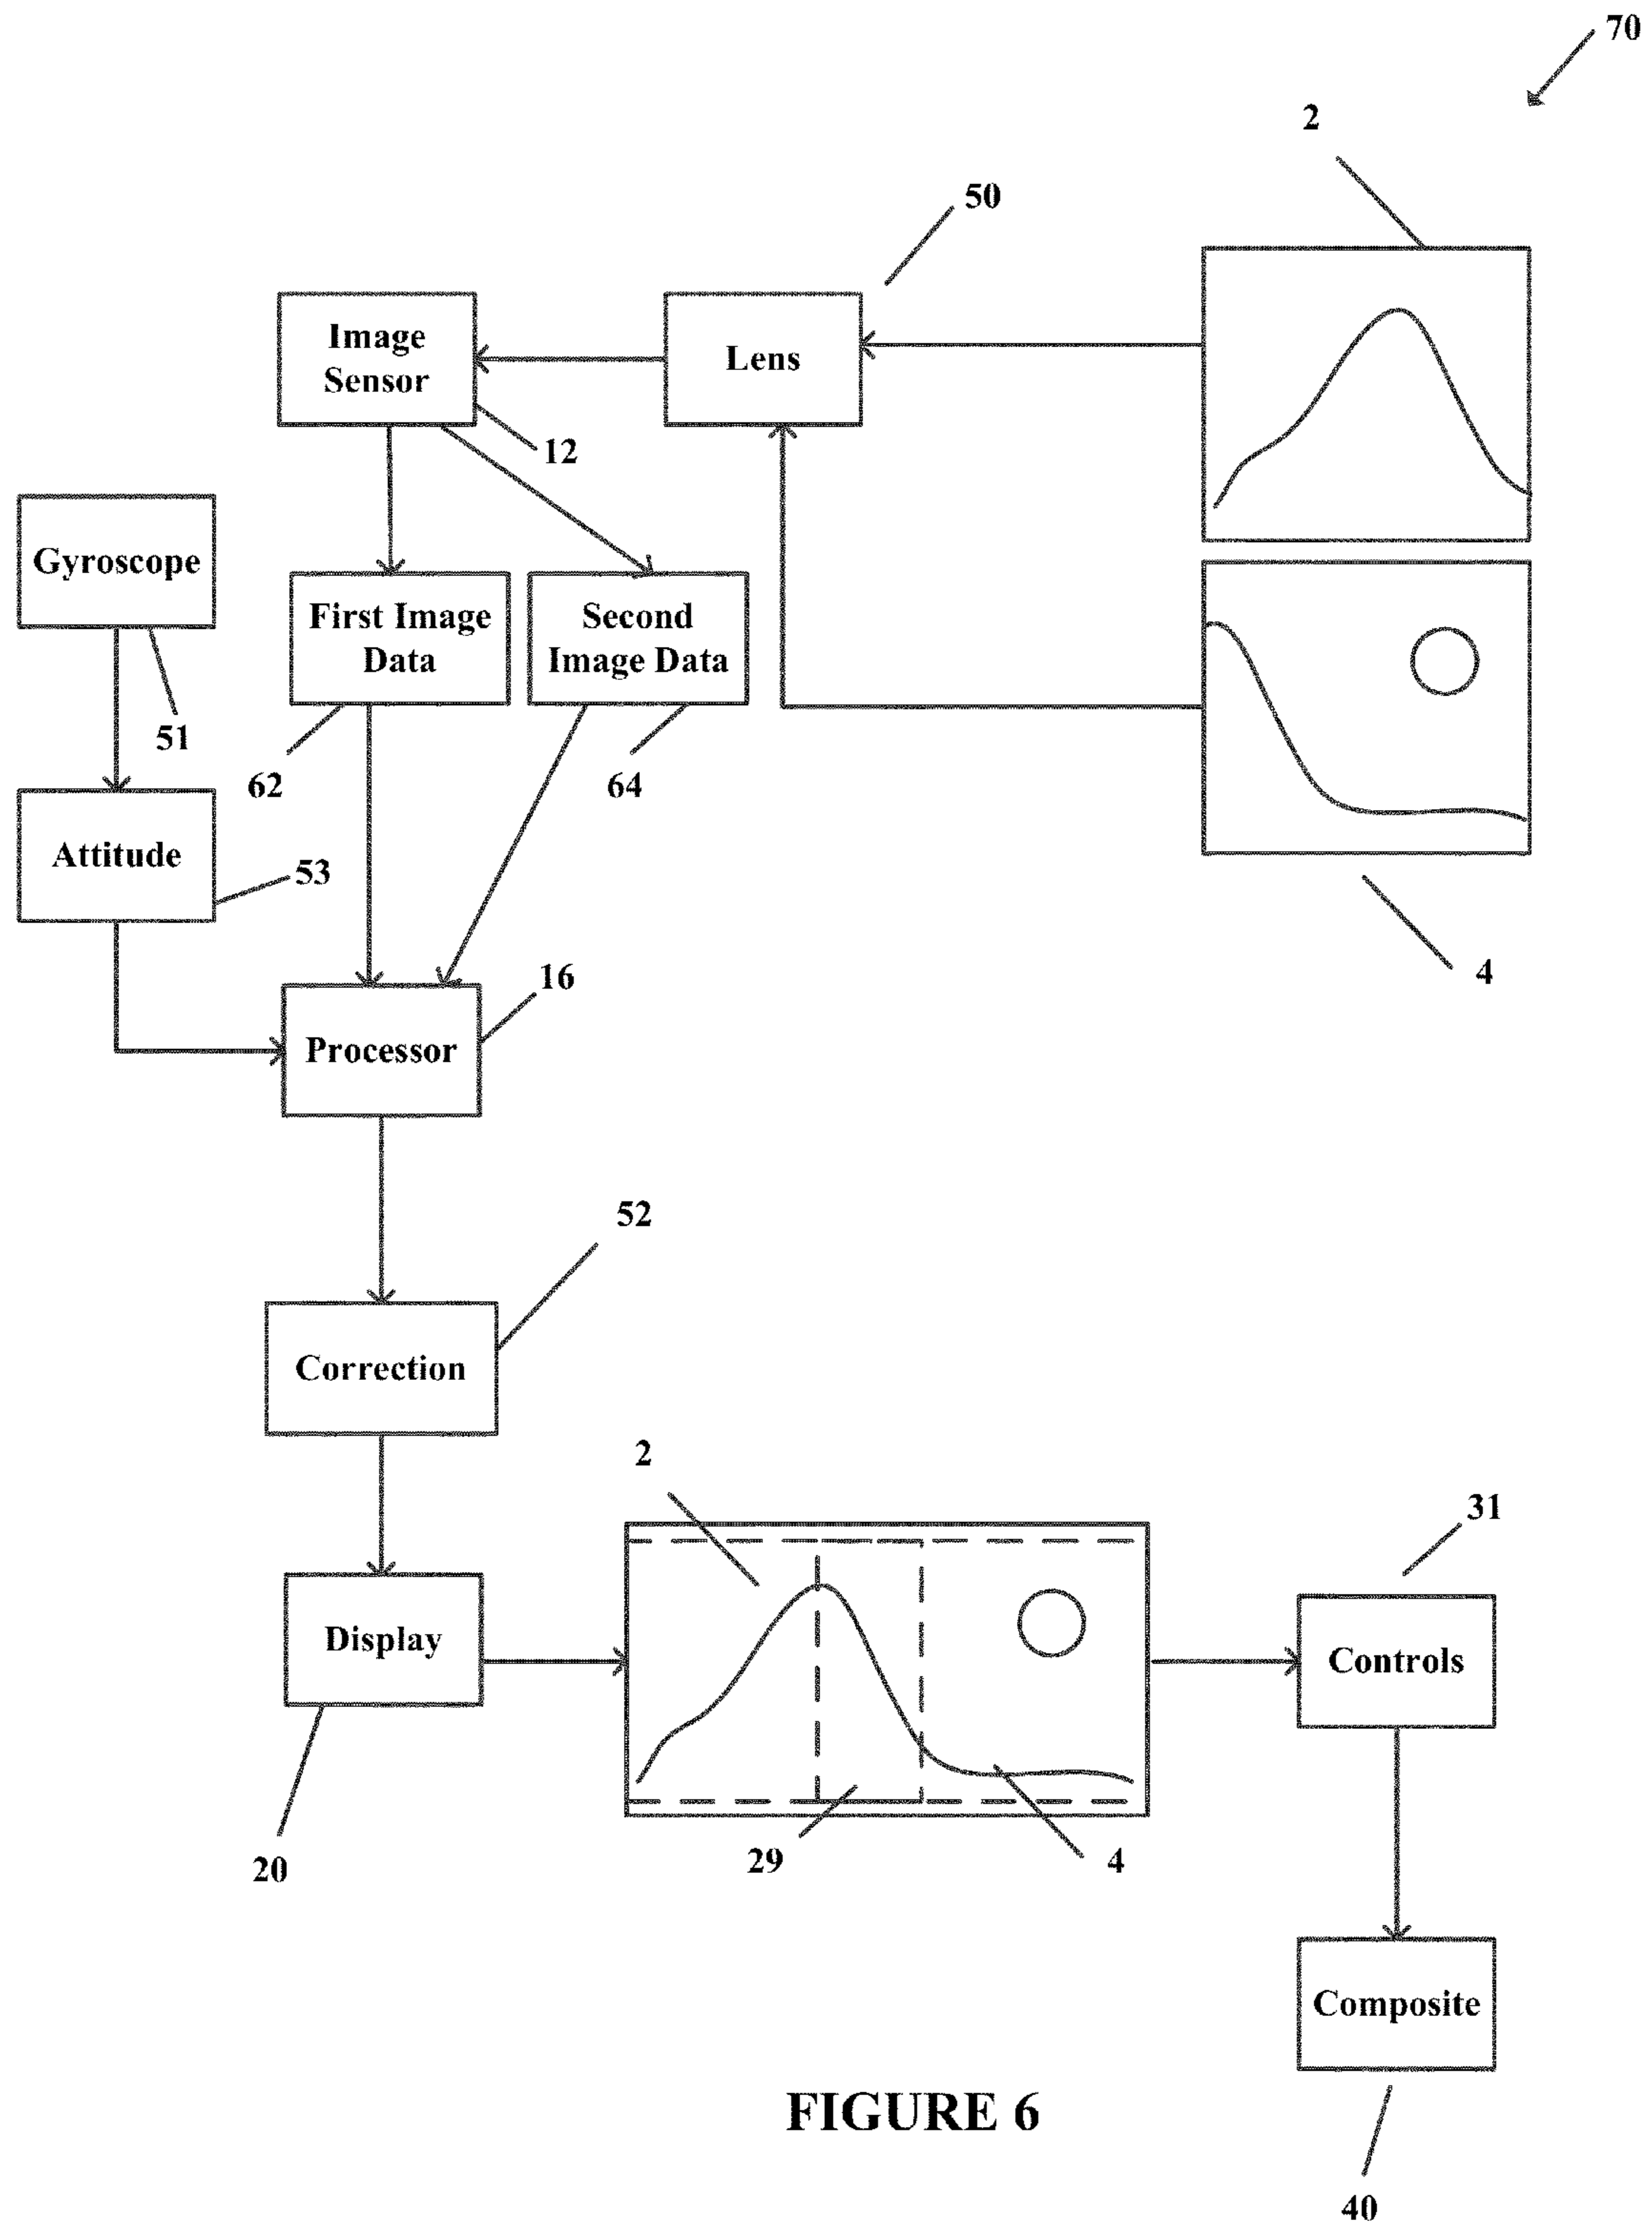 70
2
50
Image
Sensor
Lens
12
Gyroscope
First Image
Data
Second
Image Data
51
62
64
Attitude
53
4
16
Processor
52
Correction
2
31
Display
Controls
20
29
4
Composite
FIGURE 6
40